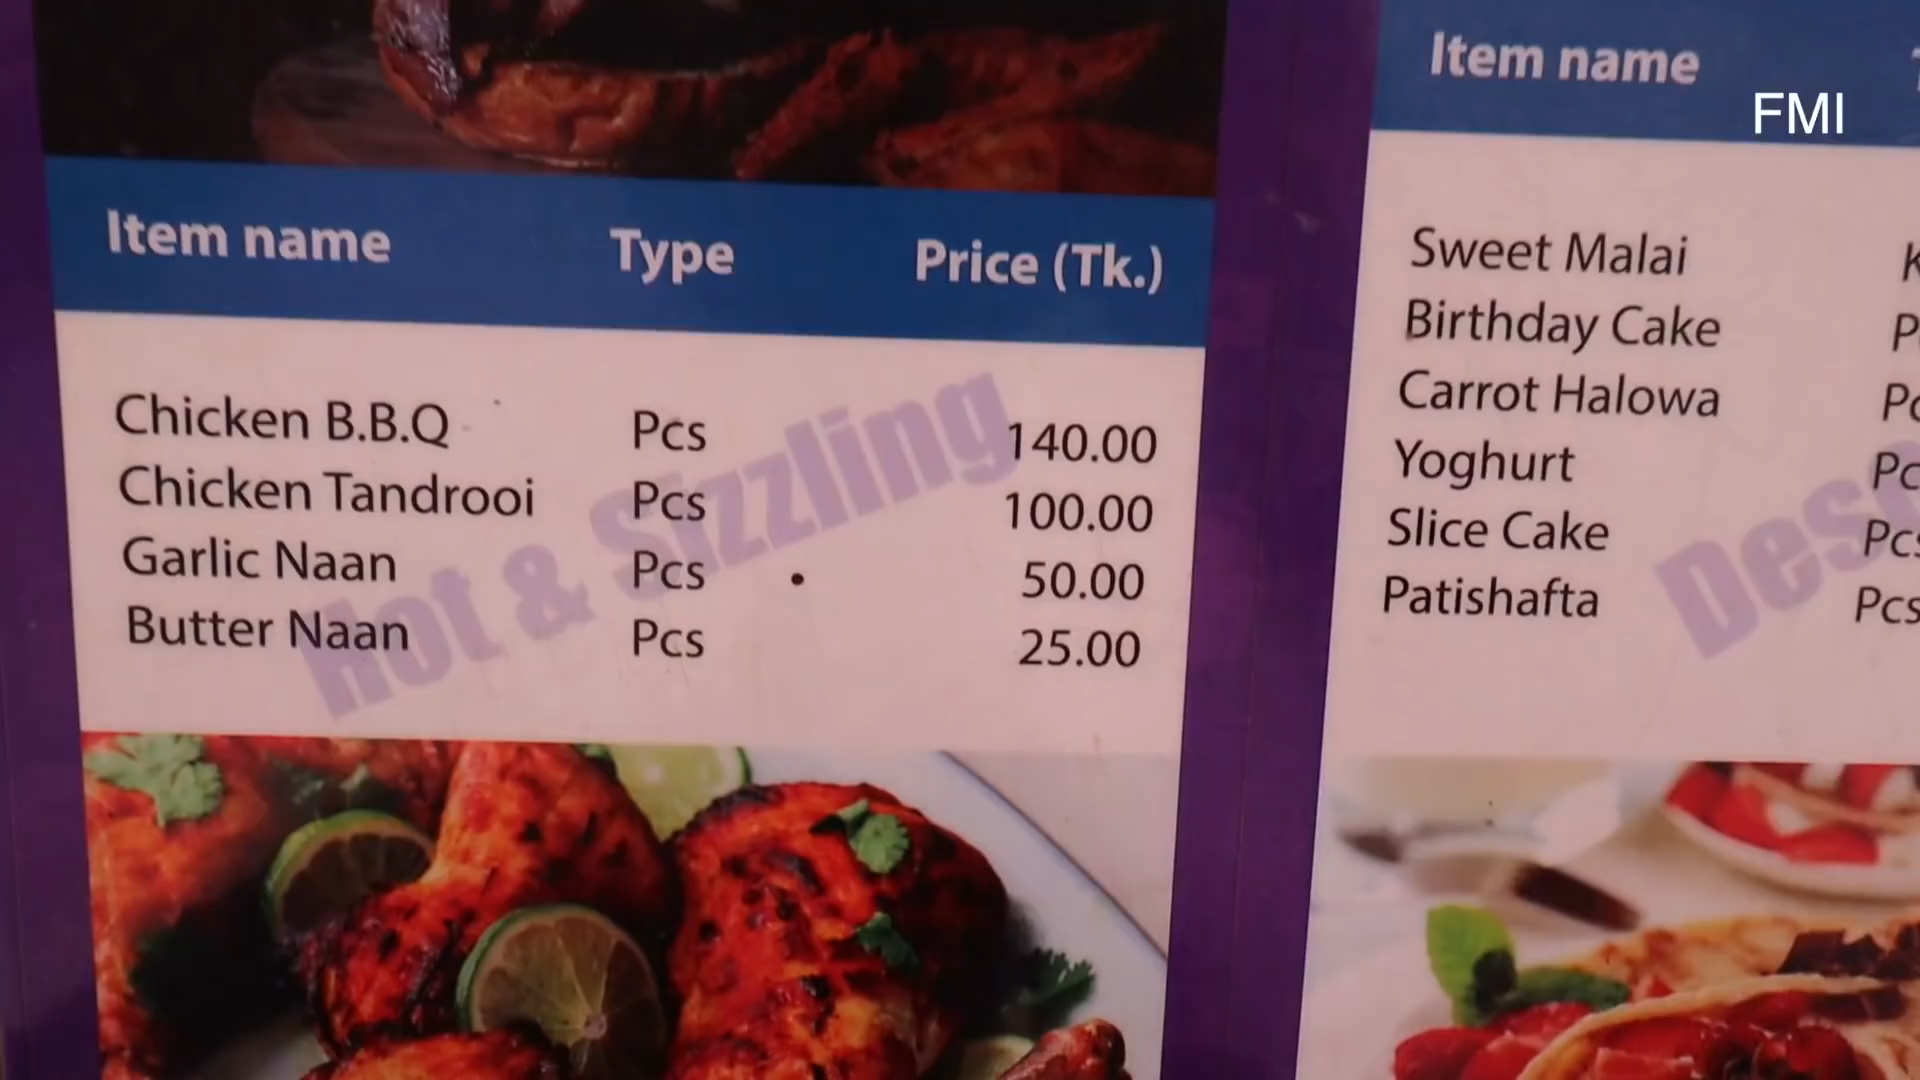 Item name Type Price (Tk.)
Chicken B.B.Q Pcs 140.00
Chicken Tandrooi Pcs 100.00
Garlic Naan Pcs 50.00
Butter Naan Pcs 25.00
Hot & Sizzling
Item name
FMI
Sweet Malai
Birthday Cake
Carrot Halowa
Yoghurt
Slice Cake
Patishafta Pcs